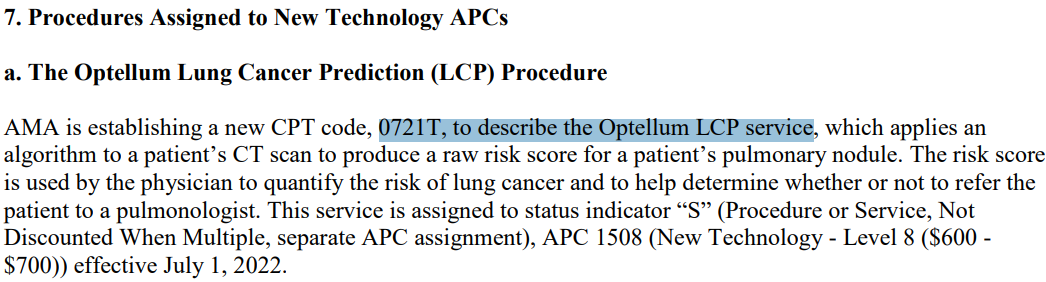 7. Procedures Assigned to New Technology APCs
a. The Optellum Lung Cancer Prediction (LCP) Procedure
AMA is establishing a new CPT code, 0721T, to describe the Optellum LCP service, which applies an
algorithm to a patient’s CT scan to produce a raw risk score for a patient’s pulmonary nodule. The risk score
is used by the physician to quantify the risk of lung cancer and to help determine whether or not to refer the
patient to a pulmonologist. This service is assigned to status indicator “S” (Procedure or Service, Not
Discounted When Multiple, separate APC assignment), APC 1508 (New Technology - Level 8 ($600 -
$700)) effective July 1, 2022.